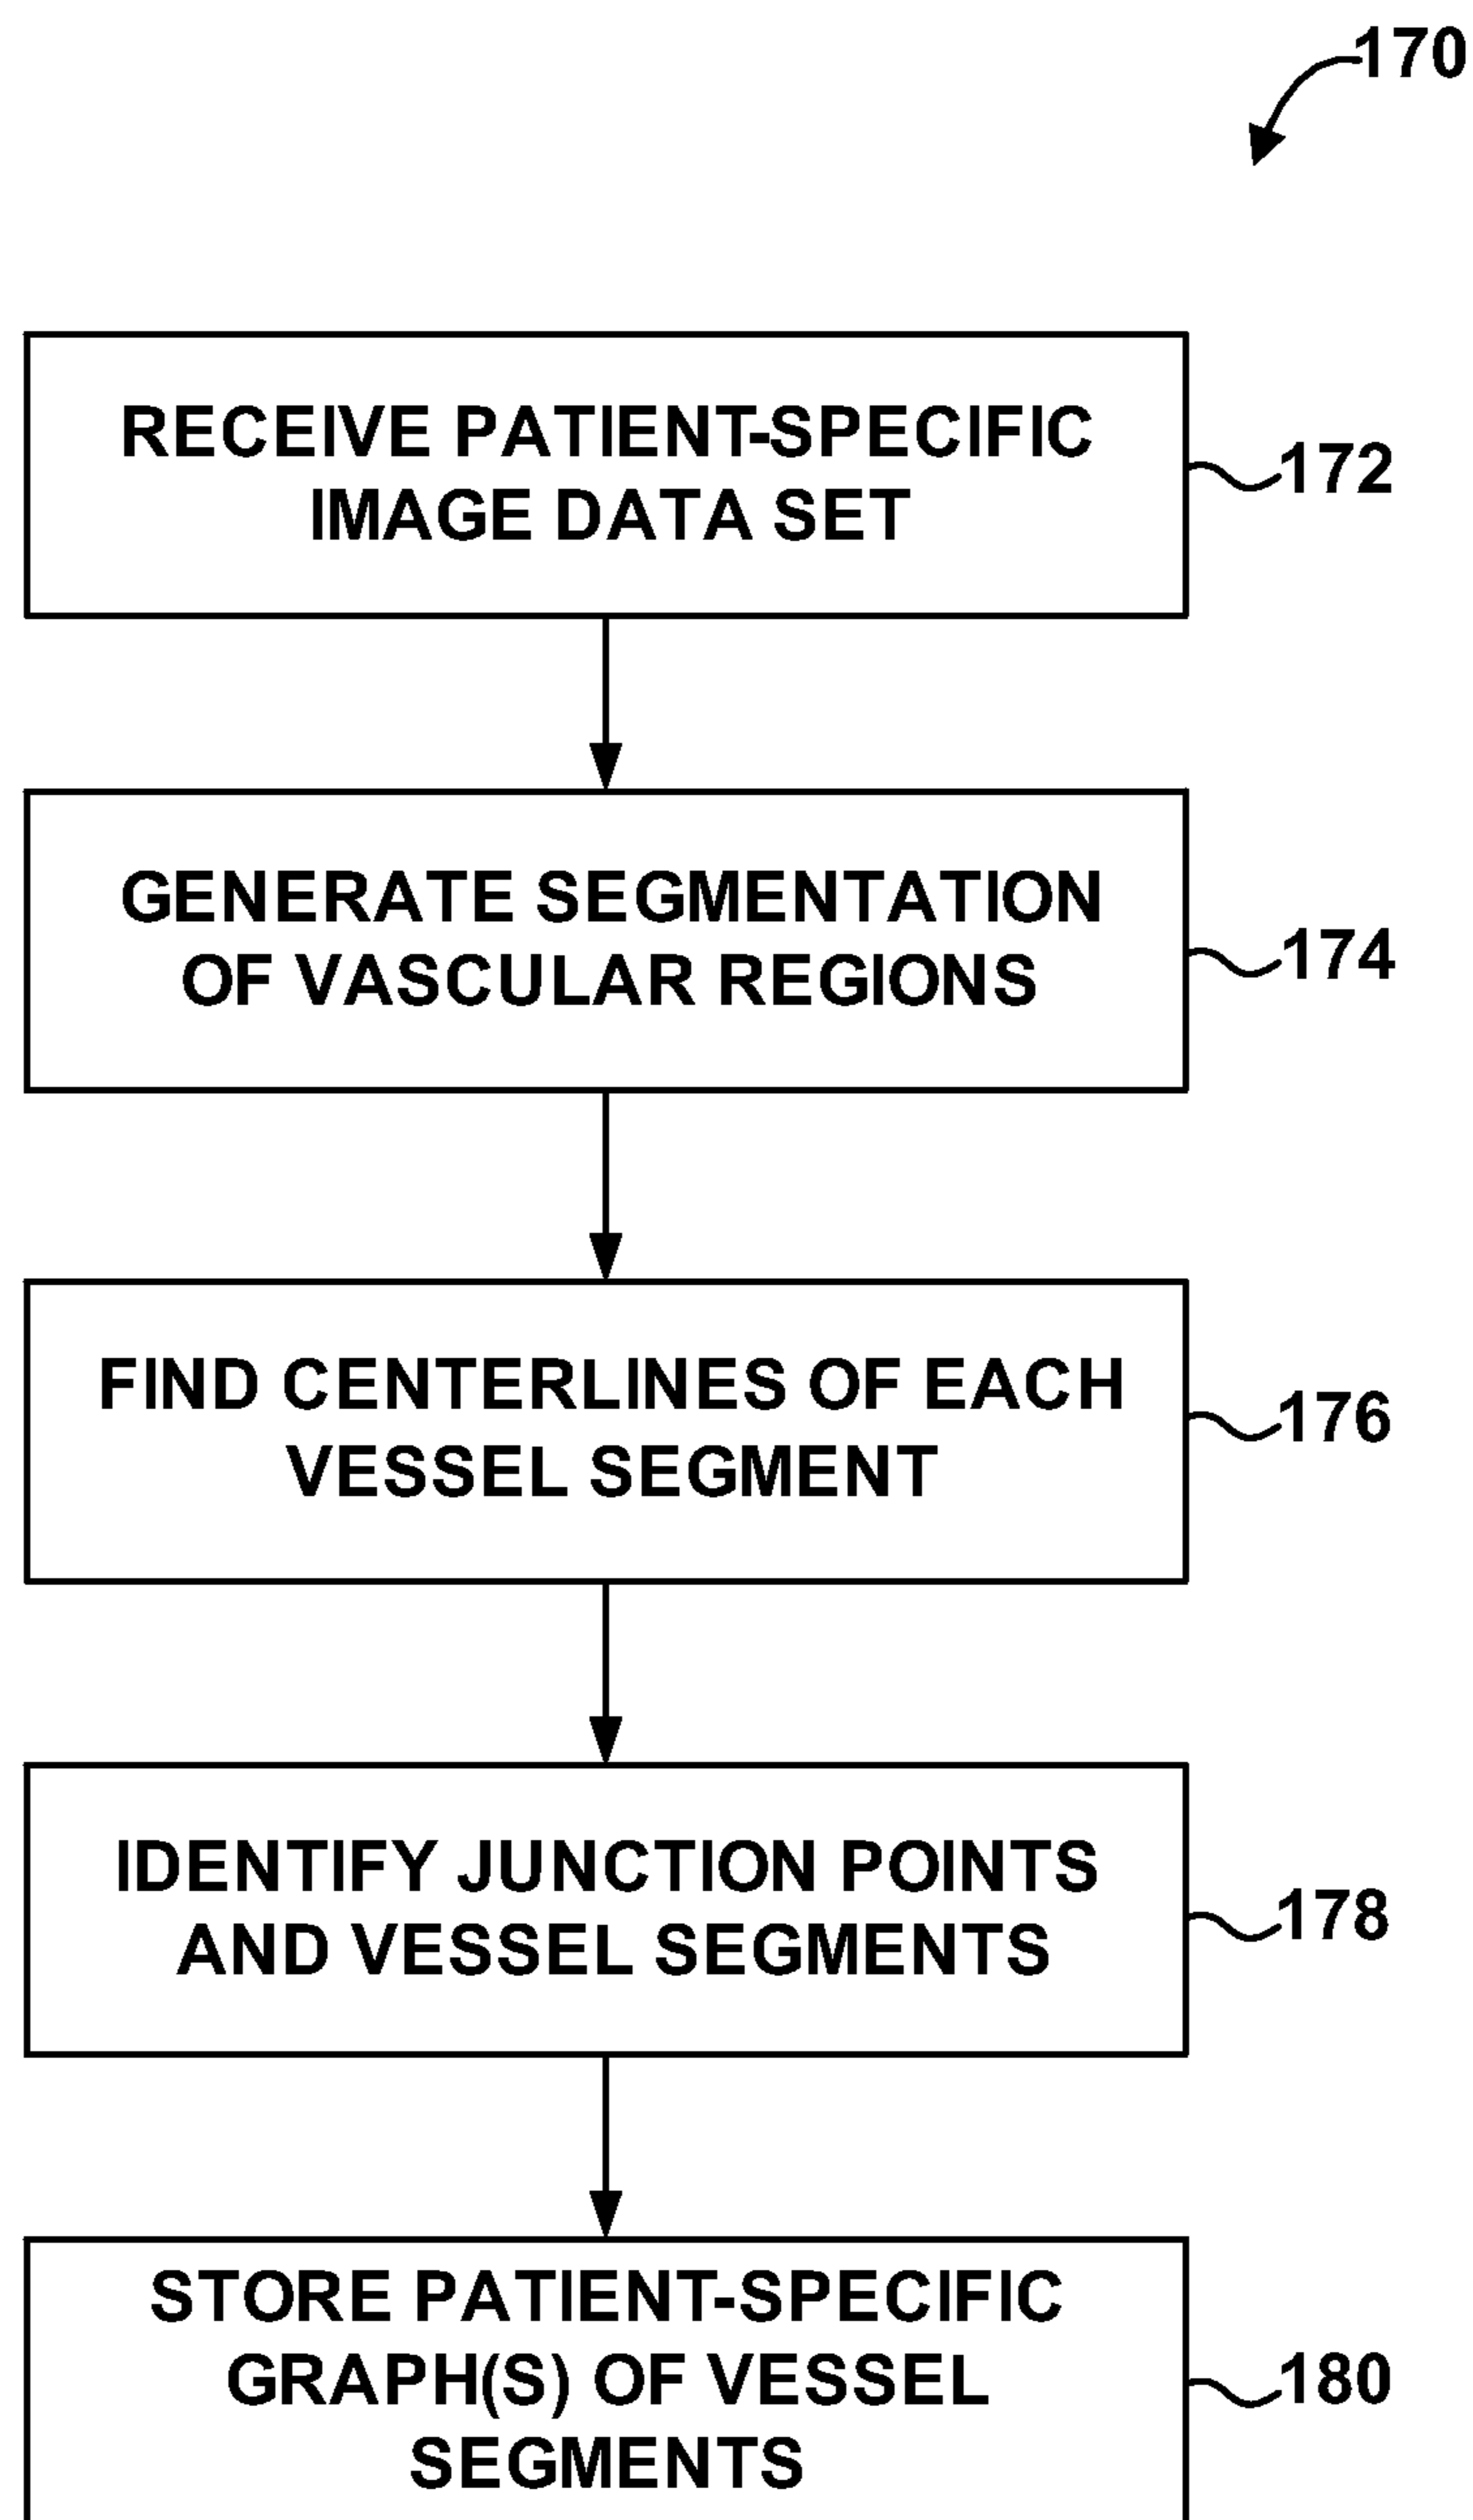 170
RECEIVE PATIENT-SPECIFIC
IMAGE DATA SET
172
GENERATE SEGMENTATION
OF VASCULAR REGIONS
174
FIND CENTERLINES OF EACH
VESSEL SEGMENT
176
IDENTIFY JUNCTION POINTS
AND VESSEL SEGMENTS
178
STORE PATIENT-SPECIFIC
GRAPH(S) OF VESSEL
SEGMENTS
180